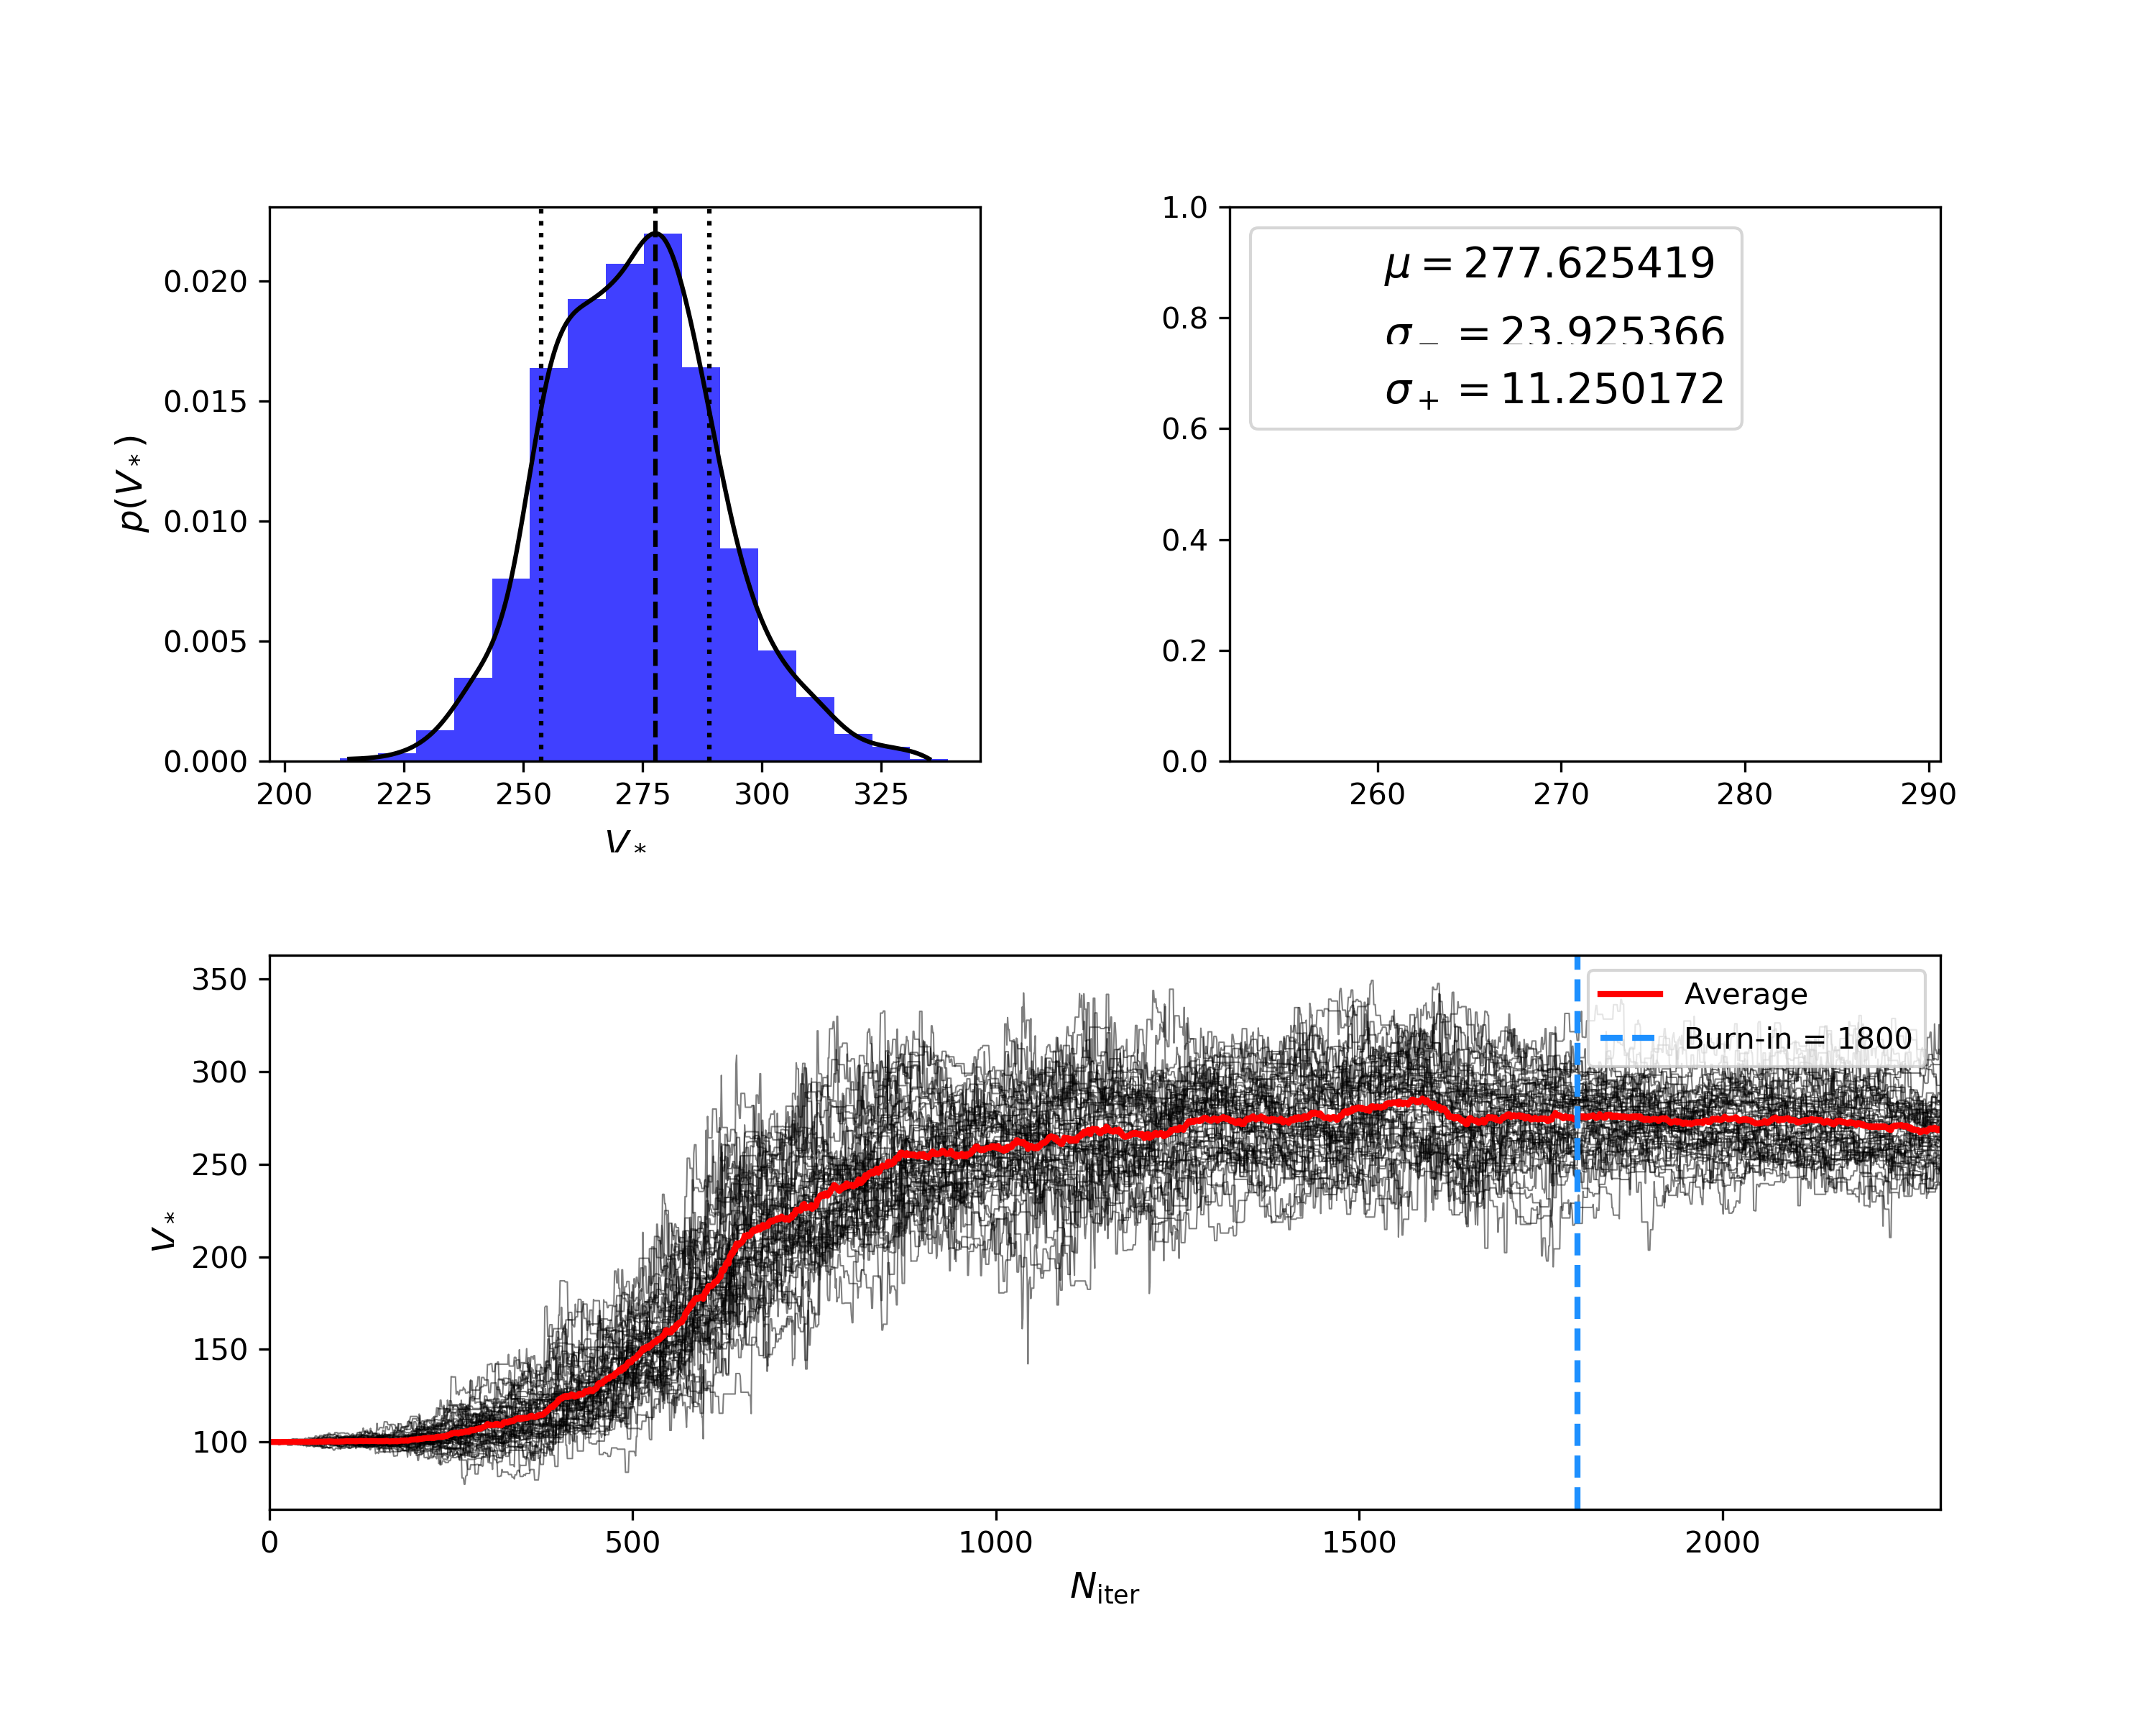 0.020
0.015
0.010
0.005
0.000
p(V*)
200 225 250 275 300 325
V*
1.0
0.8
0.6
0.4
0.2
0.0
μ = 277.625419
σ₋ = 23.925366
σ₊ = 11.250172
260 270 280 290
350
300
250
200
150
100
V*
Average
Burn-in = 1800
0 500 1000 1500 2000
N_iter